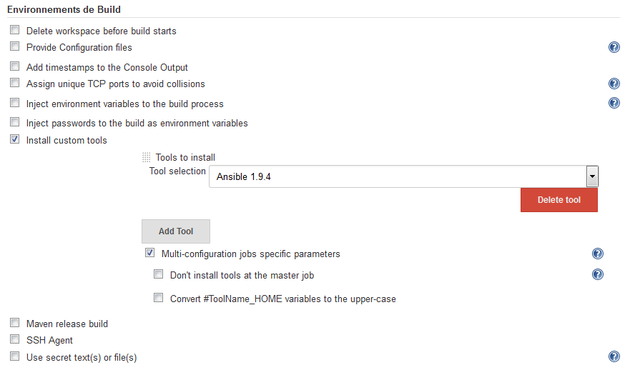 Environnements de Build
Delete workspace before build starts
Provide Configuration files
Add timestamps to the Console Output
Assign unique TCP ports to avoid collisions
Inject environment variables to the build process
Inject passwords to the build as environment variables
Install custom tools
Tools to install
Tool selection Ansible 1.9.4
Delete tool
Add Tool
Multi-configuration jobs specific parameters
Don't install tools at the master job
Convert #ToolName_HOME variables to the upper-case
Maven release build
SSH Agent
Use secret text(s) or file(s)